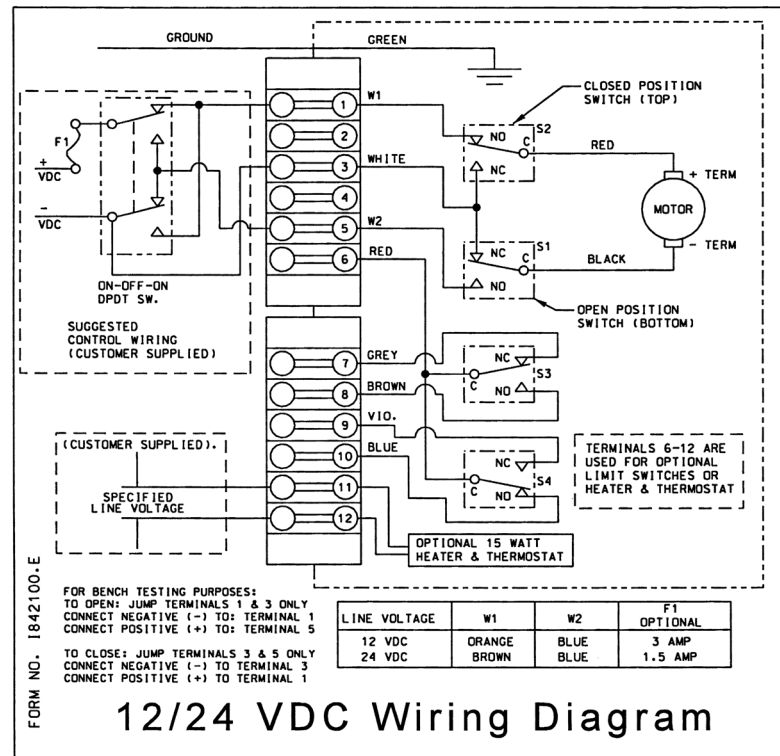 GROUND
GREEN
CLOSED POSITION
SWITCH (TOP)
W1
1
2
WHITE
3
4
W2
5
RED
6
F1
+
VDC
-
VDC
ON-OFF-ON
DPDT SW.
SUGGESTED
CONTROL WIRING
(CUSTOMER SUPPLIED)
NO
S2
C
NC
RED
+ TERM
MOTOR
- TERM
BLACK
S1
NC
C
NO
OPEN POSITION
SWITCH (BOTTOM)
GREY
7
BROWN
8
VIO.
9
BLUE
10
11
12
NC
C
S3
NO
NC
C
S4
NO
TERMINALS 6-12 ARE
USED FOR OPTIONAL
LIMIT SWITCHES OR
HEATER & THERMOSTAT
(CUSTOMER SUPPLIED).
SPECIFIED
LINE VOLTAGE
OPTIONAL 15 WATT
HEATER & THERMOSTAT
FOR BENCH TESTING PURPOSES:
TO OPEN: JUMP TERMINALS 1 & 3 ONLY
CONNECT NEGATIVE (-) TO: TERMINAL 1
CONNECT POSITIVE (+) TO: TERMINAL 5
TO CLOSE: JUMP TERMINALS 3 & 5 ONLY
CONNECT NEGATIVE (-) TO TERMINAL 3
CONNECT POSITIVE (+) TO TERMINAL 1
LINE VOLTAGE W1 W2 F1 OPTIONAL
12 VDC ORANGE BLUE 3 AMP
24 VDC BROWN BLUE 1.5 AMP
FORM NO. I842100.E
12/24 VDC Wiring Diagram